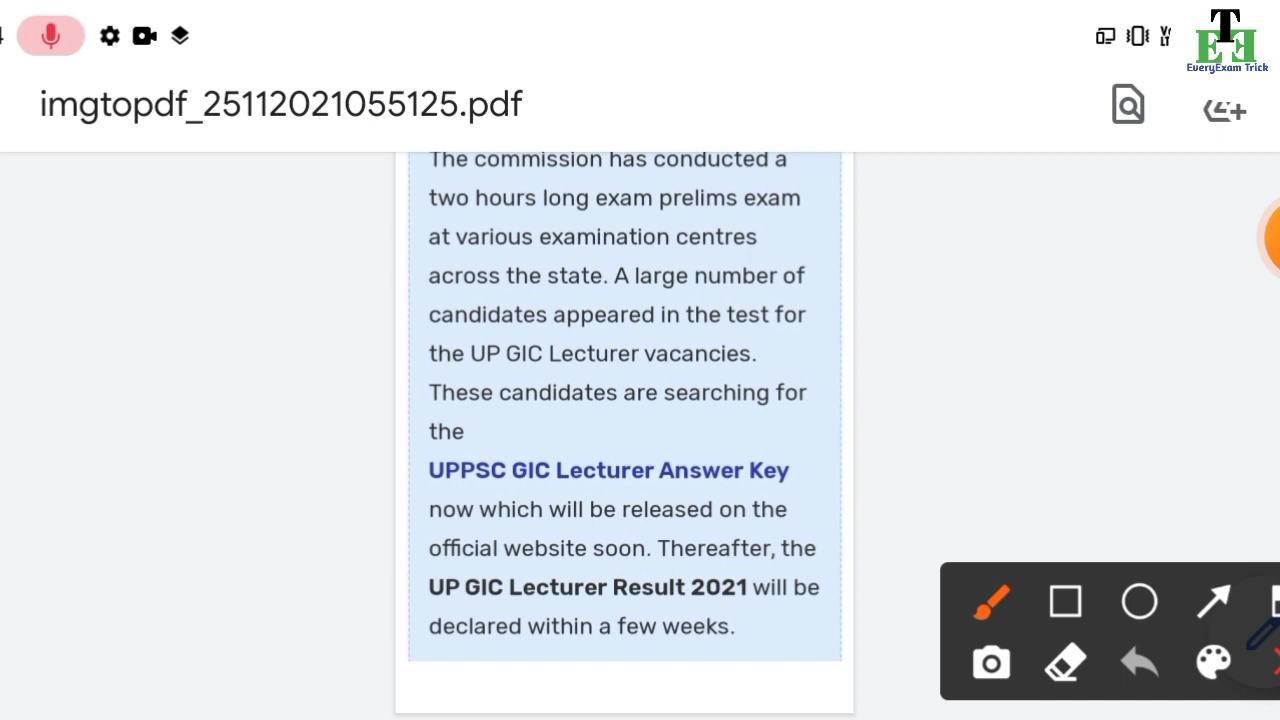 T
EE
EveryExam Trick
imgtopdf_25112021055125.pdf
The commission has conducted a
two hours long exam prelims exam
at various examination centres
across the state. A large number of
candidates appeared in the test for
the UP GIC Lecturer vacancies.
These candidates are searching for
the
UPPSC GIC Lecturer Answer Key
now which will be released on the
official website soon. Thereafter, the
UP GIC Lecturer Result 2021 will be
declared within a few weeks.